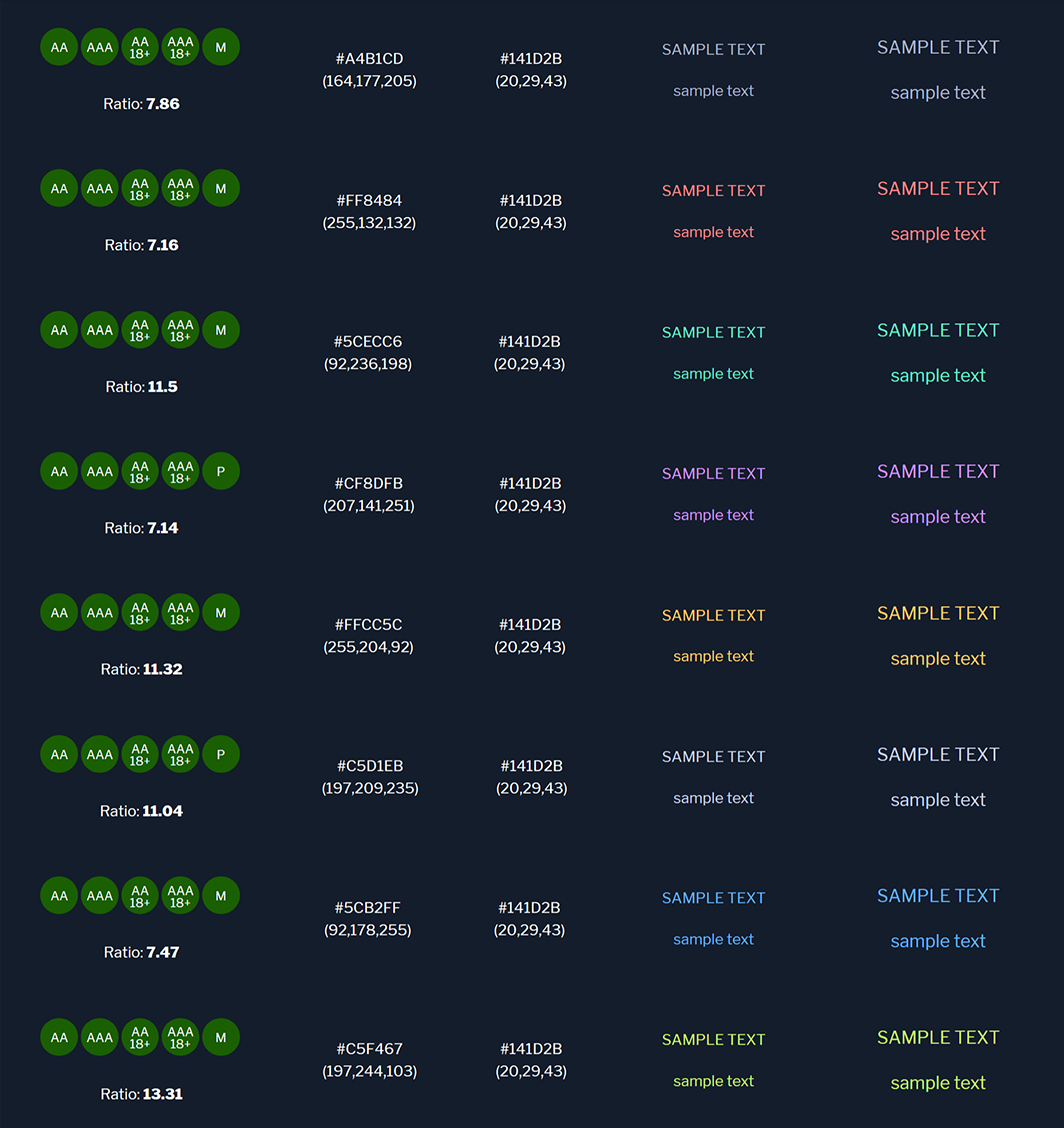 AA AAA AA 18+ AAA 18+ M
Ratio: 7.86
#A4B1CD
(164,177,205)
#141D2B
(20,29,43)
SAMPLE TEXT
sample text
SAMPLE TEXT
sample text
AA AAA AA 18+ AAA 18+ M
Ratio: 7.16
#FF8484
(255,132,132)
#141D2B
(20,29,43)
SAMPLE TEXT
sample text
SAMPLE TEXT
sample text
AA AAA AA 18+ AAA 18+ M
Ratio: 11.5
#5CECC6
(92,236,198)
#141D2B
(20,29,43)
SAMPLE TEXT
sample text
SAMPLE TEXT
sample text
AA AAA AA 18+ AAA 18+ P
Ratio: 7.14
#CF8DFB
(207,141,251)
#141D2B
(20,29,43)
SAMPLE TEXT
sample text
SAMPLE TEXT
sample text
AA AAA AA 18+ AAA 18+ M
Ratio: 11.32
#FFCC5C
(255,204,92)
#141D2B
(20,29,43)
SAMPLE TEXT
sample text
SAMPLE TEXT
sample text
AA AAA AA 18+ AAA 18+ P
Ratio: 11.04
#C5D1EB
(197,209,235)
#141D2B
(20,29,43)
SAMPLE TEXT
sample text
SAMPLE TEXT
sample text
AA AAA AA 18+ AAA 18+ M
Ratio: 7.47
#5CB2FF
(92,178,255)
#141D2B
(20,29,43)
SAMPLE TEXT
sample text
SAMPLE TEXT
sample text
AA AAA AA 18+ AAA 18+ M
Ratio: 13.31
#C5F467
(197,244,103)
#141D2B
(20,29,43)
SAMPLE TEXT
sample text
SAMPLE TEXT
sample text